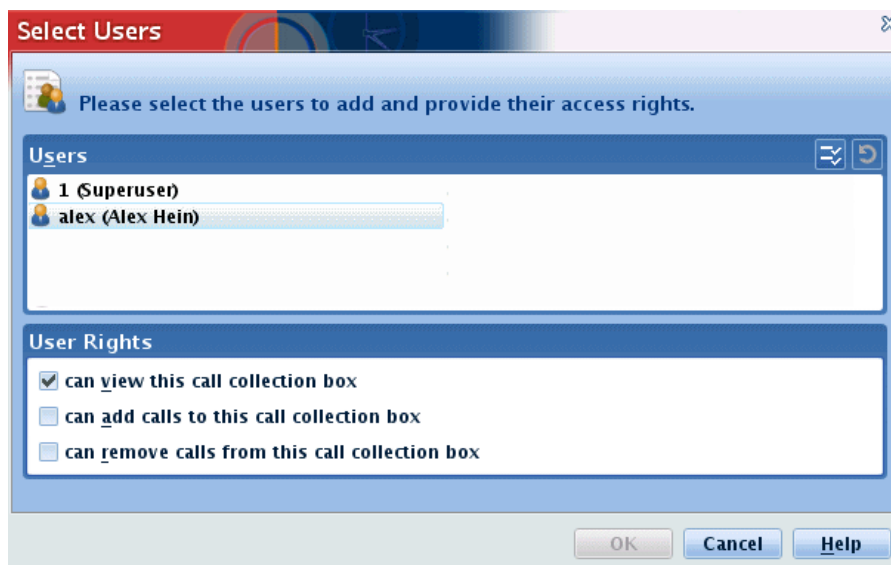 Select Users
Please select the users to add and provide their access rights.
Users
1 (Superuser)
alex (Alex Hein)
User Rights
can view this call collection box
can add calls to this call collection box
can remove calls from this call collection box
OK Cancel Help